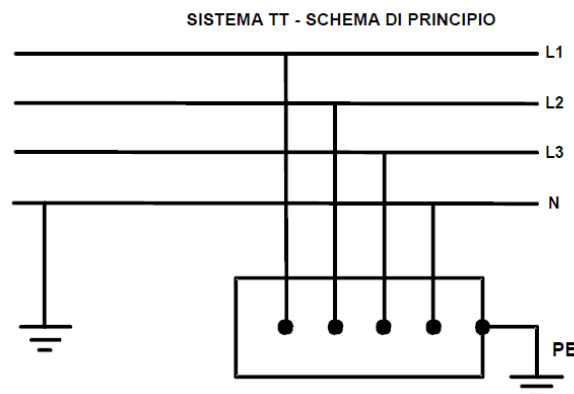 SISTEMA TT - SCHEMA DI PRINCIPIO
L1
L2
L3
N
PE